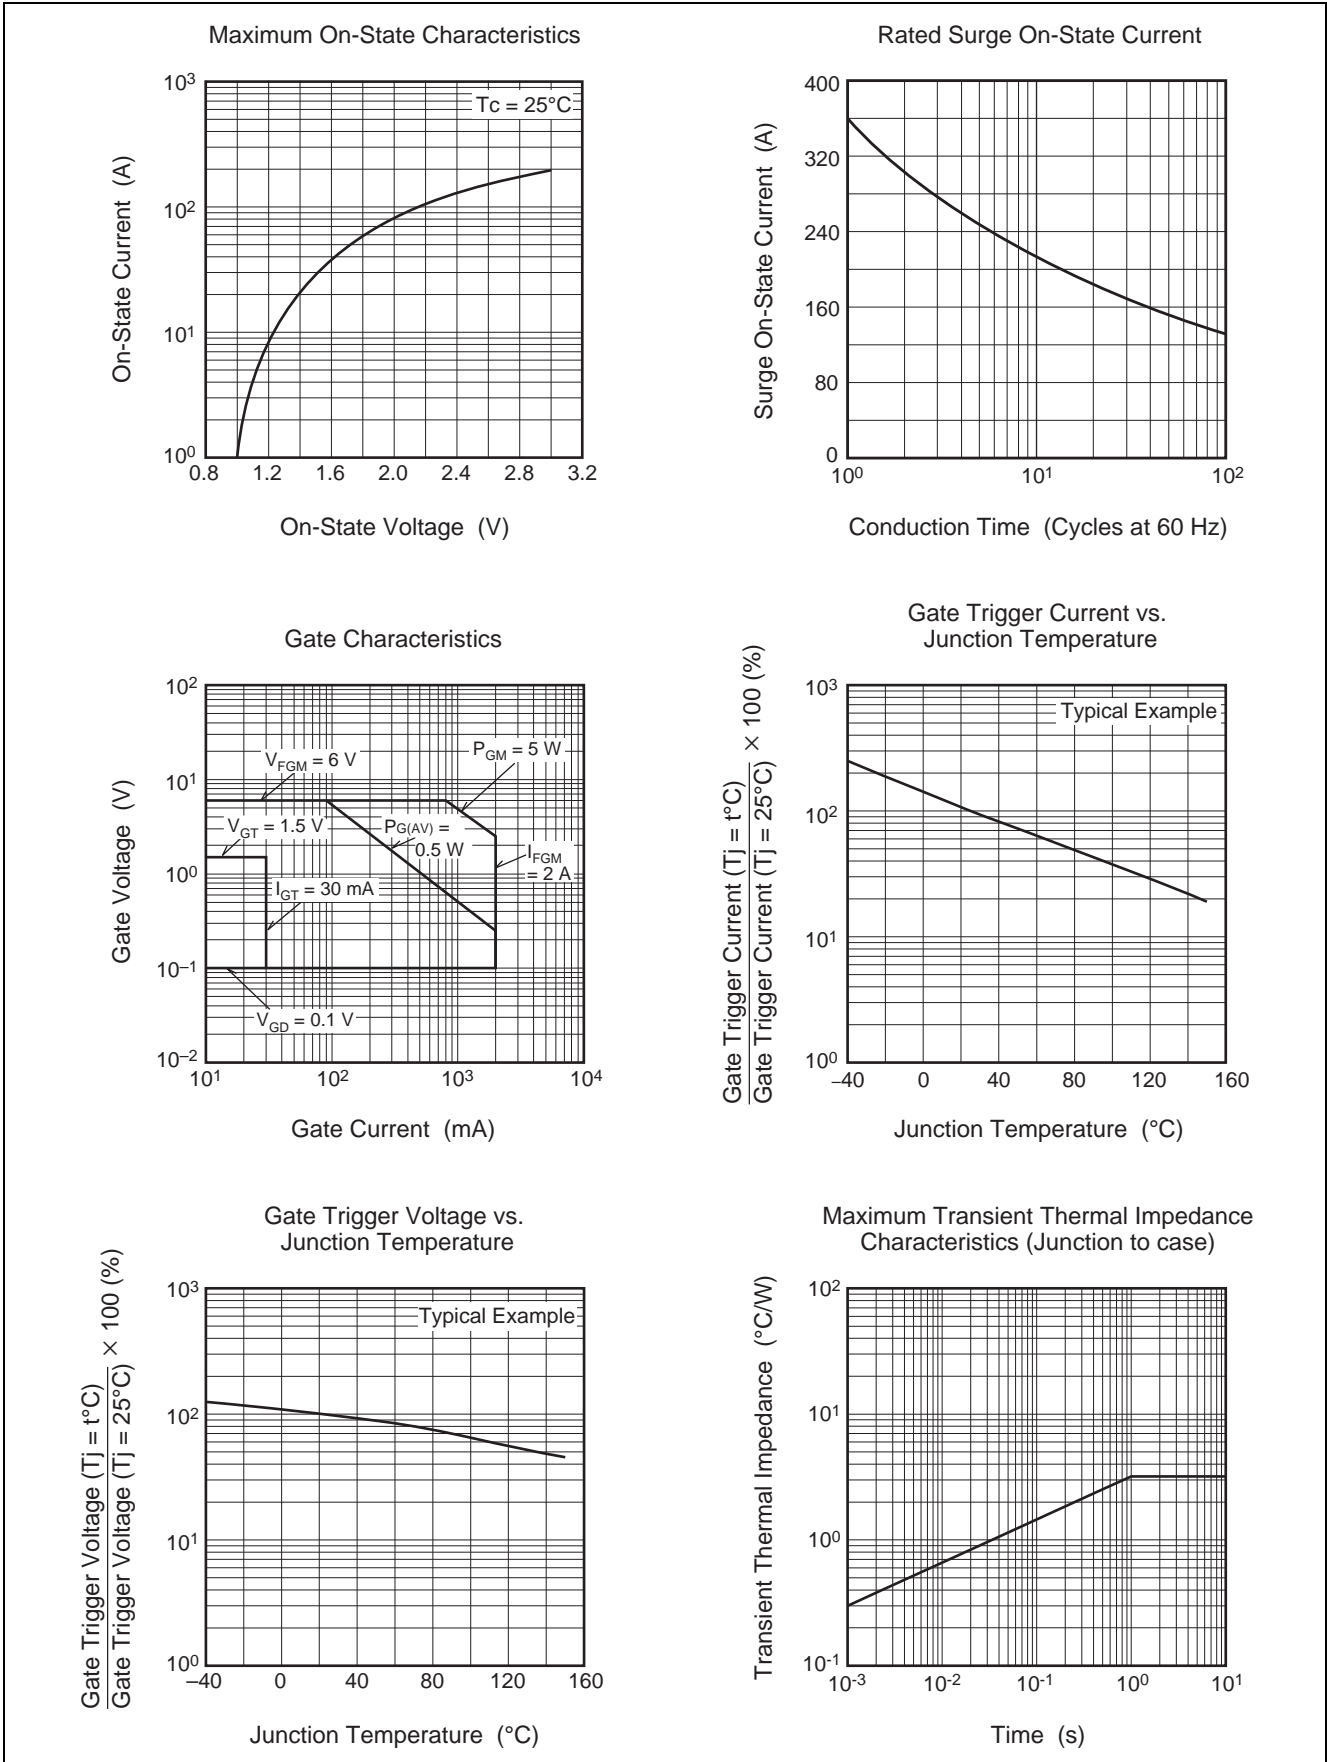 Maximum On-State Characteristics
On-State Current (A)
10³
10²
10¹
10⁰
Tc = 25°C
0.8 1.2 1.6 2.0 2.4 2.8 3.2
On-State Voltage (V)
Rated Surge On-State Current
Surge On-State Current (A)
400
320
240
160
80
0
10⁰ 10¹ 10²
Conduction Time (Cycles at 60 Hz)
Gate Characteristics
Gate Voltage (V)
10²
10¹
10⁰
10⁻¹
10⁻²
VFGM = 6 V
PGM = 5 W
VGT = 1.5 V
PG(AV) =
0.5 W
IFGM
= 2 A
IGT = 30 mA
VGD = 0.1 V
10¹ 10² 10³ 10⁴
Gate Current (mA)
Gate Trigger Current vs.
Junction Temperature
Gate Trigger Current (Tj = t°C)
Gate Trigger Current (Tj = 25°C)
× 100 (%)
10³
10²
10¹
10⁰
Typical Example
−40 0 40 80 120 160
Junction Temperature (°C)
Gate Trigger Voltage vs.
Junction Temperature
Gate Trigger Voltage (Tj = t°C)
Gate Trigger Voltage (Tj = 25°C)
× 100 (%)
10³
10²
10¹
10⁰
Typical Example
−40 0 40 80 120 160
Junction Temperature (°C)
Maximum Transient Thermal Impedance
Characteristics (Junction to case)
Transient Thermal Impedance (°C/W)
10²
10¹
10⁰
10⁻¹
10⁻³ 10⁻² 10⁻¹ 10⁰ 10¹
Time (s)